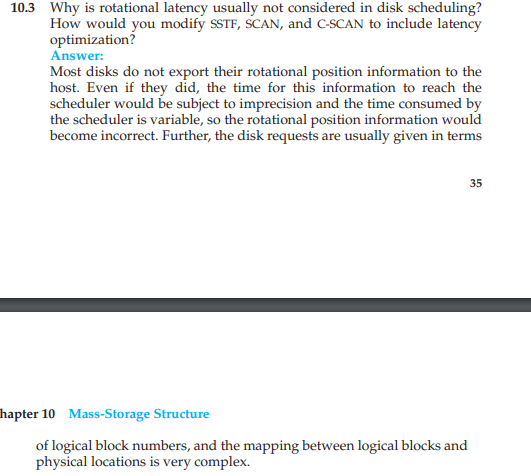 10.3 Why is rotational latency usually not considered in disk scheduling?
How would you modify SSTF, SCAN, and C-SCAN to include latency
optimization?
Answer:
Most disks do not export their rotational position information to the
host. Even if they did, the time for this information to reach the
scheduler would be subject to imprecision and the time consumed by
the scheduler is variable, so the rotational position information would
become incorrect. Further, the disk requests are usually given in terms
35
hapter 10 Mass-Storage Structure
of logical block numbers, and the mapping between logical blocks and
physical locations is very complex.